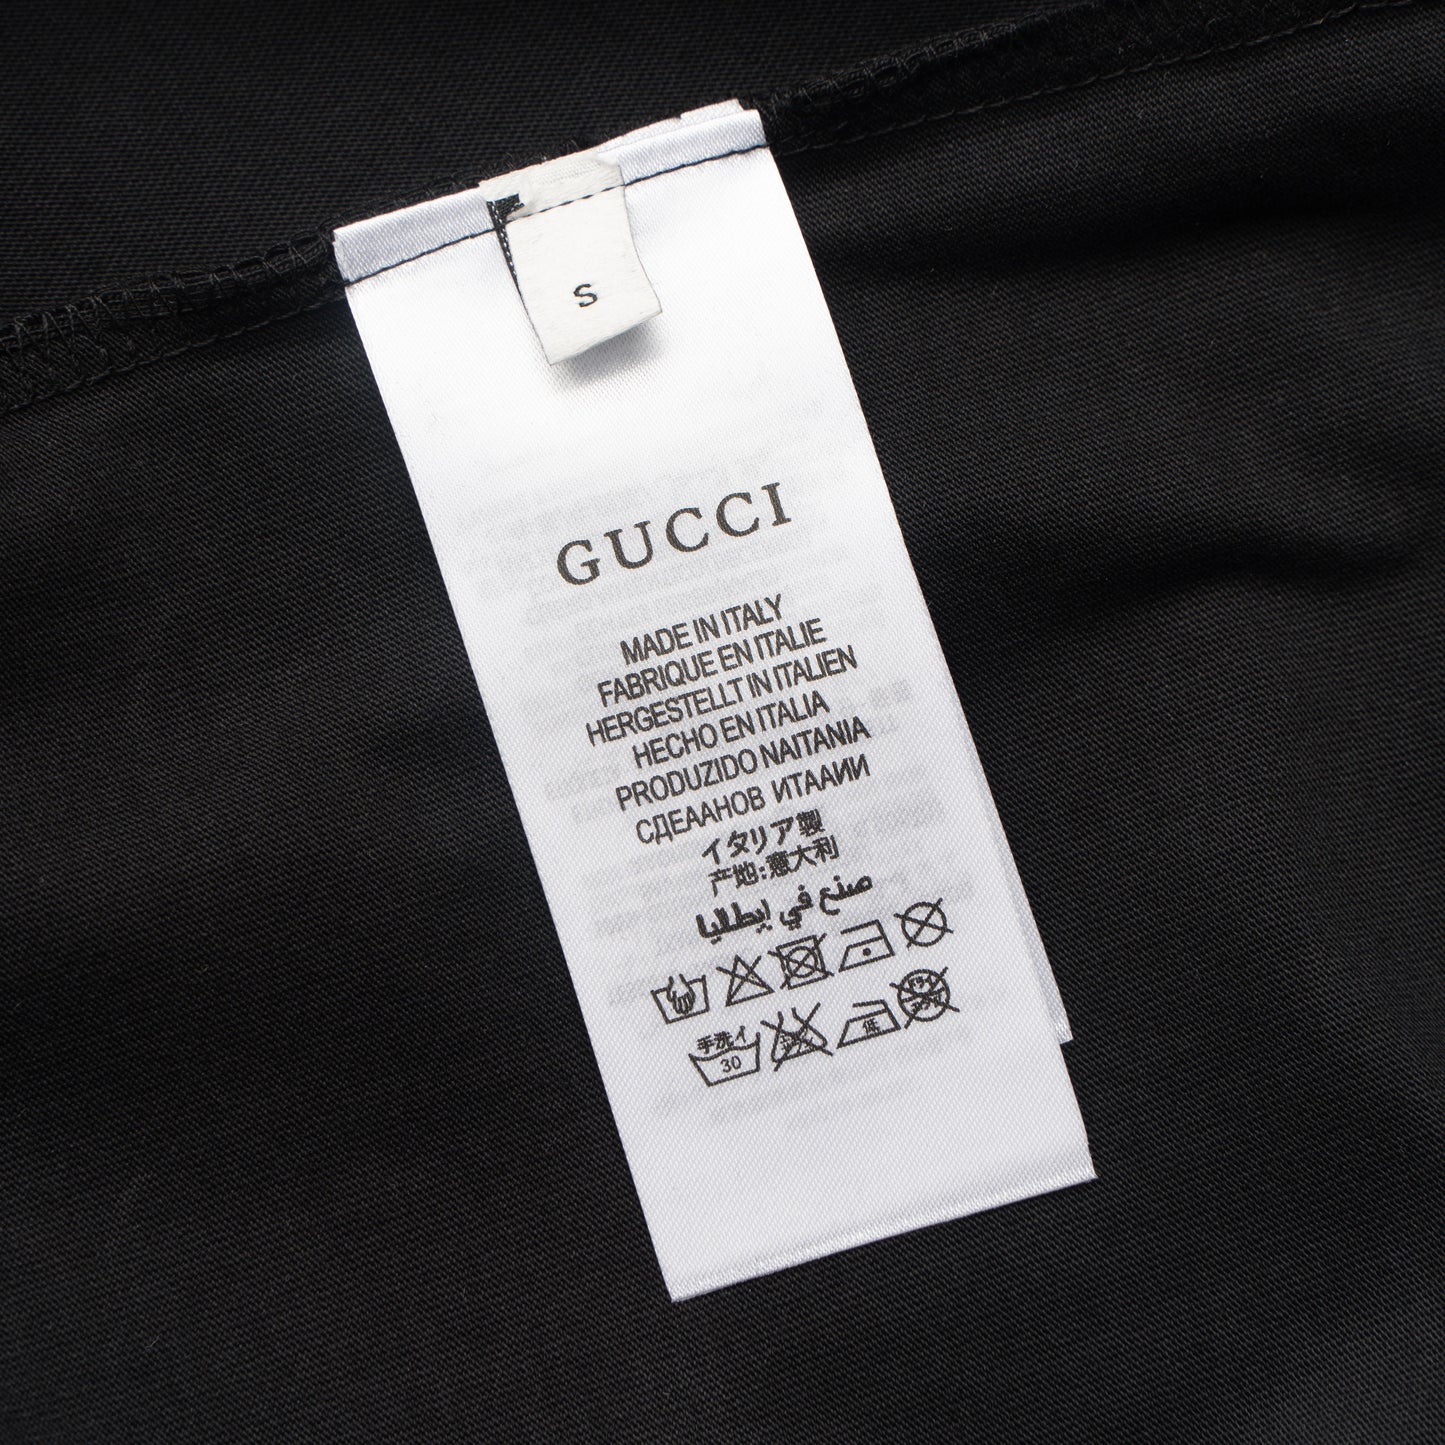 S
GUCCI
MADE IN ITALY
FABRIQUE EN ITALIE
HERGESTELLT IN ITALIEN
HECHO EN ITALIA
PRODUZIDO NAITANIA
СДЕААНОВ ИТААИИ
イタリア製
产地:意大利
صنع في إيطاليا
手洗イ
30
低